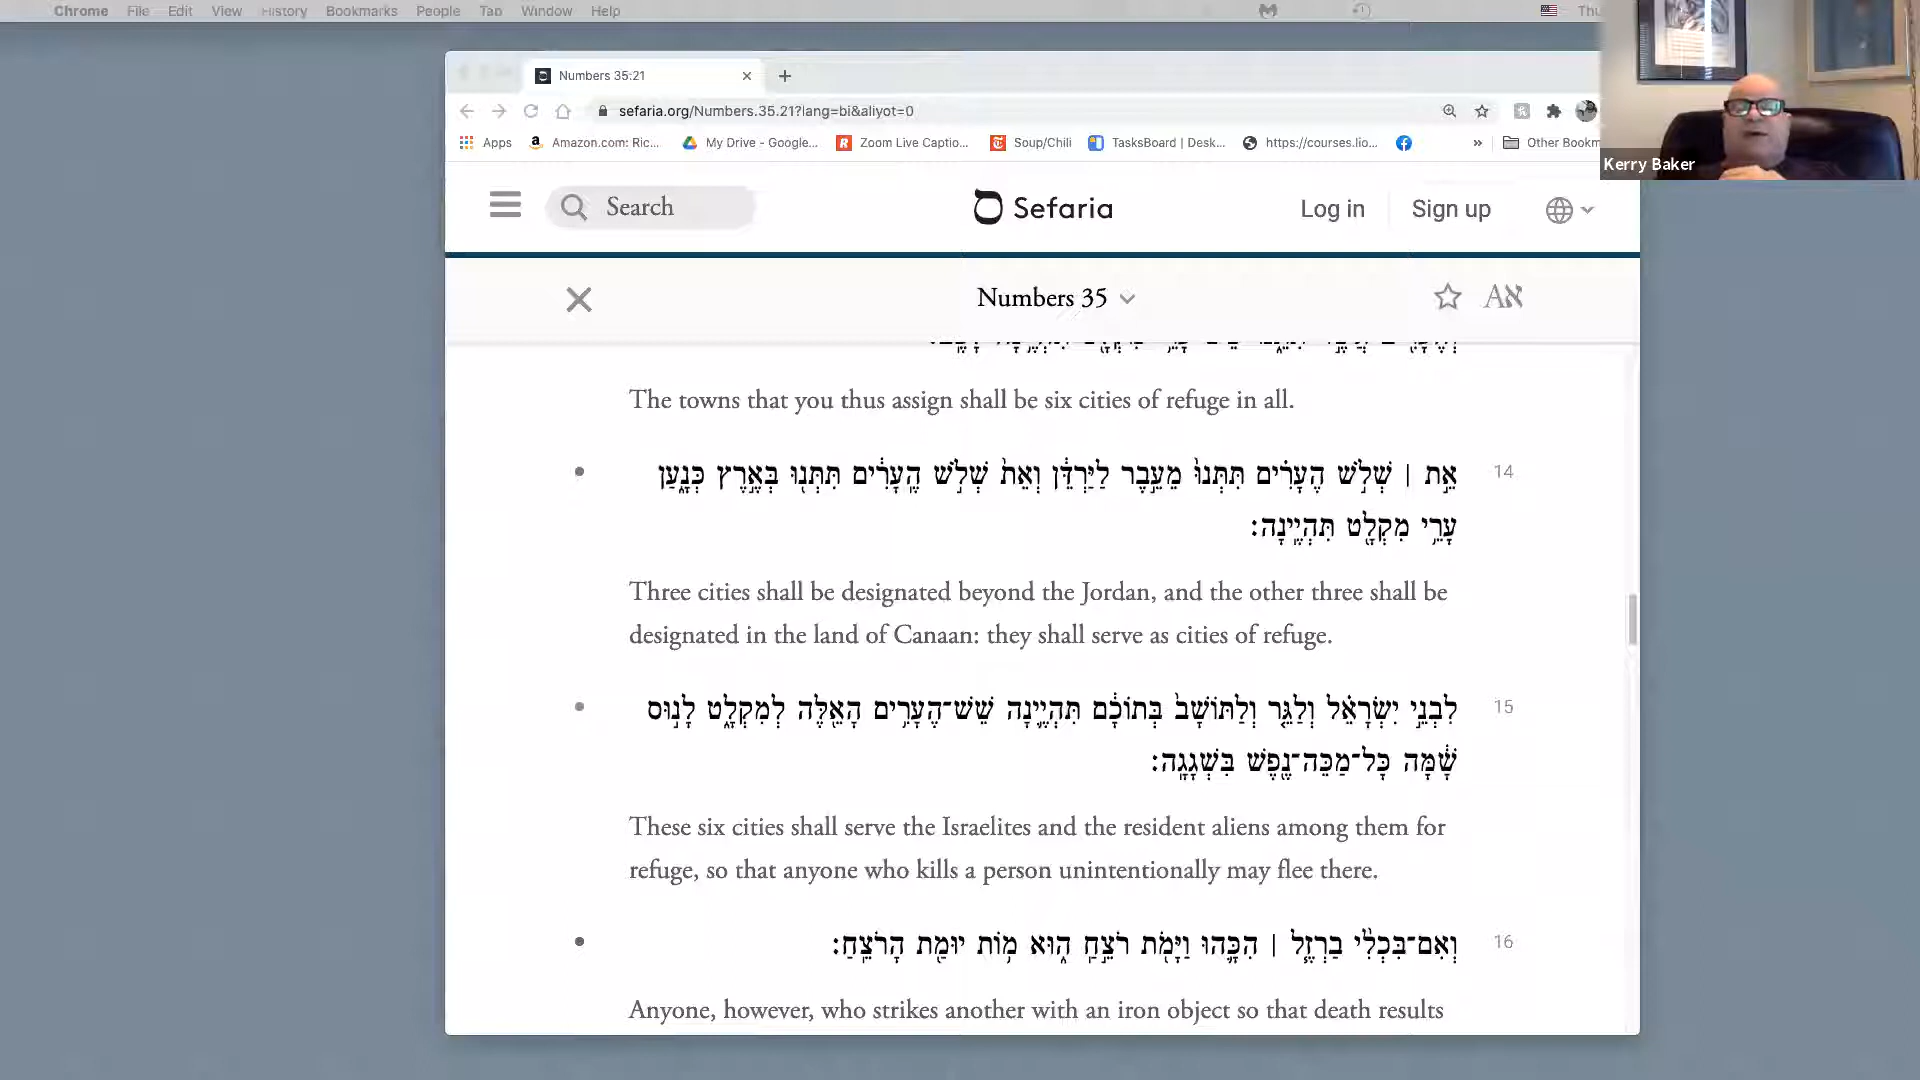 Chrome File Edit View History Bookmarks People Tab Window Help
Numbers 35:21
sefaria.org/Numbers.35.21?lang=bi&aliyot=0
Apps Amazon.com: Ric... My Drive - Google... Zoom Live Captio... Soup/Chili TasksBoard | Desk... https://courses.lio... » Other Bookm
Kerry Baker
Search Sefaria Log in Sign up
Numbers 35
The towns that you thus assign shall be six cities of refuge in all.
אֵ֣ת ׀ שְׁלֹ֣שׁ הֶעָרִ֗ים תִּתְּנוּ֙ מֵעֵ֣בֶר לַיַּרְדֵּ֔ן וְאֵת֙ שְׁלֹ֣שׁ הֶֽעָרִ֔ים תִּתְּנ֖וּ בְּאֶ֣רֶץ כְּנָ֑עַן 14
עָרֵ֥י מִקְלָ֖ט תִּהְיֶֽינָה׃
Three cities shall be designated beyond the Jordan, and the other three shall be
designated in the land of Canaan: they shall serve as cities of refuge.
לִבְנֵ֣י יִשְׂרָאֵ֗ל וְלַגֵּ֤ר וְלַתּוֹשָׁב֙ בְּתוֹכָ֔ם תִּהְיֶ֛ינָה שֵׁשׁ־הֶעָרִ֥ים הָאֵ֖לֶּה לְמִקְלָ֑ט לָנ֣וּס 15
שָׁ֔מָּה כׇּל־מַכֵּה־נֶ֖פֶשׁ בִּשְׁגָגָֽה׃
These six cities shall serve the Israelites and the resident aliens among them for
refuge, so that anyone who kills a person unintentionally may flee there.
וְאִם־בִּכְלִ֨י בַרְזֶ֧ל ׀ הִכָּ֛הוּ וַיָּמֹ֖ת רֹצֵ֣חַֽ ה֑וּא מ֥וֹת יוּמַ֖ת הָרֹצֵֽחַ׃ 16
Anyone, however, who strikes another with an iron object so that death results